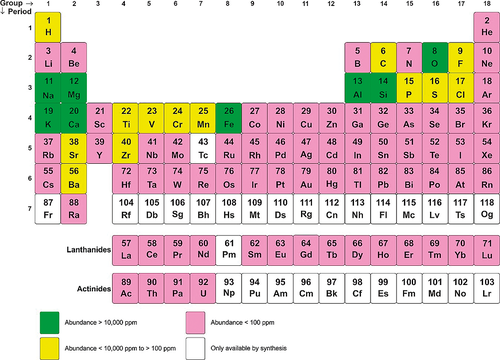 Group → 1 2 3 4 5 6 7 8 9 10 11 12 13 14 15 16 17 18
↓ Period
1 1 2
H He
2 3 4 5 6 7 8 9 10
Li Be B C N O F Ne
3 11 12 13 14 15 16 17 18
Na Mg Al Si P S Cl Ar
4 19 20 21 22 23 24 25 26 27 28 29 30 31 32 33 34 35 36
K Ca Sc Ti V Cr Mn Fe Co Ni Cu Zn Ga Ge As Se Br Kr
5 37 38 39 40 41 42 43 44 45 46 47 48 49 50 51 52 53 54
Rb Sr Y Zr Nb Mo Tc Ru Rh Pd Ag Cd In Sn Sb Te I Xe
6 55 56 72 73 74 75 76 77 78 79 80 81 82 83 84 85 86
Cs Ba Hf Ta W Re Os Ir Pt Au Hg Tl Pb Bi Po At Rn
7 87 88 104 105 106 107 108 109 110 111 112 113 114 115 116 117 118
Fr Ra Rf Db Sg Bh Hs Mt Ds Rg Cn Nh Fl Mc Lv Ts Og
Lanthanides 57 58 59 60 61 62 63 64 65 66 67 68 69 70 71
La Ce Pr Nd Pm Sm Eu Gd Tb Dy Ho Er Tm Yb Lu
Actinides 89 90 91 92 93 94 95 96 97 98 99 100 101 102 103
Ac Th Pa U Np Pu Am Cm Bk Cf Es Fm Md No Lr
Abundance > 10,000 ppm Abundance < 100 ppm
Abundance < 10,000 ppm to > 100 ppm Only available by synthesis